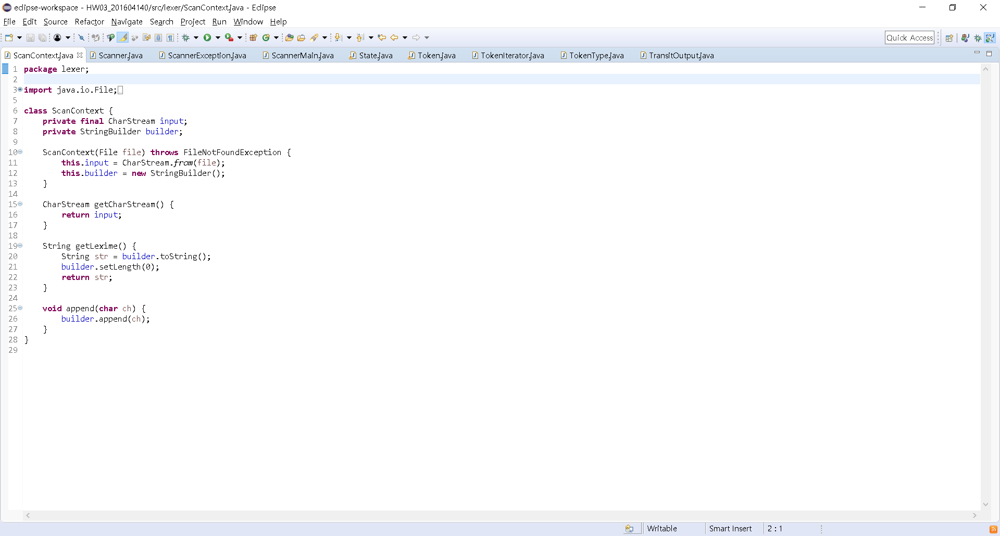 eclipse-workspace - HW03_201604140/src/lexer/ScanContext.java - Eclipse
File Edit Source Refactor Navigate Search Project Run Window Help
Quick Access
ScanContext.java Scanner.java ScannerException.java ScannerMain.java State.java Token.java TokenIterator.java TokenType.java TransitOutput.java
1 package lexer;
2
3 import java.io.File;
5
6 class ScanContext {
7     private final CharStream input;
8     private StringBuilder builder;
9
10     ScanContext(File file) throws FileNotFoundException {
11         this.input = CharStream.from(file);
12         this.builder = new StringBuilder();
13     }
14
15     CharStream getCharStream() {
16         return input;
17     }
18
19     String getLexime() {
20         String str = builder.toString();
21         builder.setLength(0);
22         return str;
23     }
24
25     void append(char ch) {
26         builder.append(ch);
27     }
28 }
29
Writable Smart Insert 2 : 1